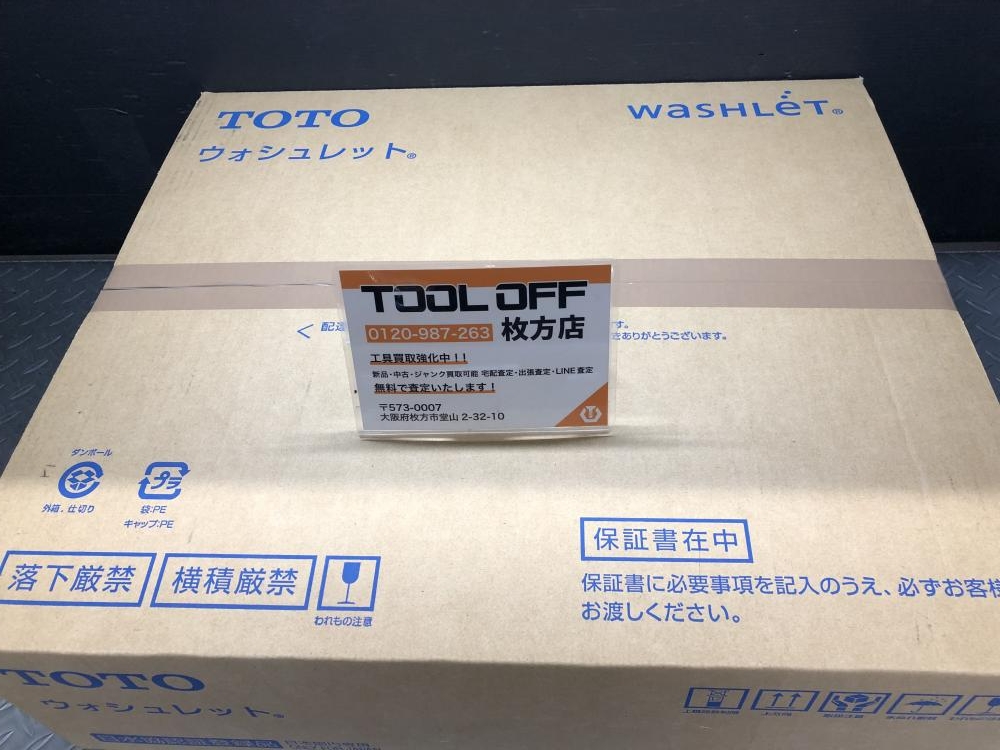 TOTO
WASHLET®
ウォシュレット®
TOOL OFF
0120-987-263 枚方店
工具買取強化中！！
新品・中古・ジャンク買取可能 宅配査定・出張査定・LINE査定
無料で査定いたします！
〒573-0007
大阪府枚方市堂山 2-32-10
＜ 配送
す。
ありがとうございます。
ダンボール
外箱、仕切り
プラ
袋:PE
キャップ:PE
落下厳禁
横積厳禁
われもの注意
保証書在中
保証書に必要事項を記入のうえ、必ずお客様
お渡しください。
TOTO
ウォシュレット®